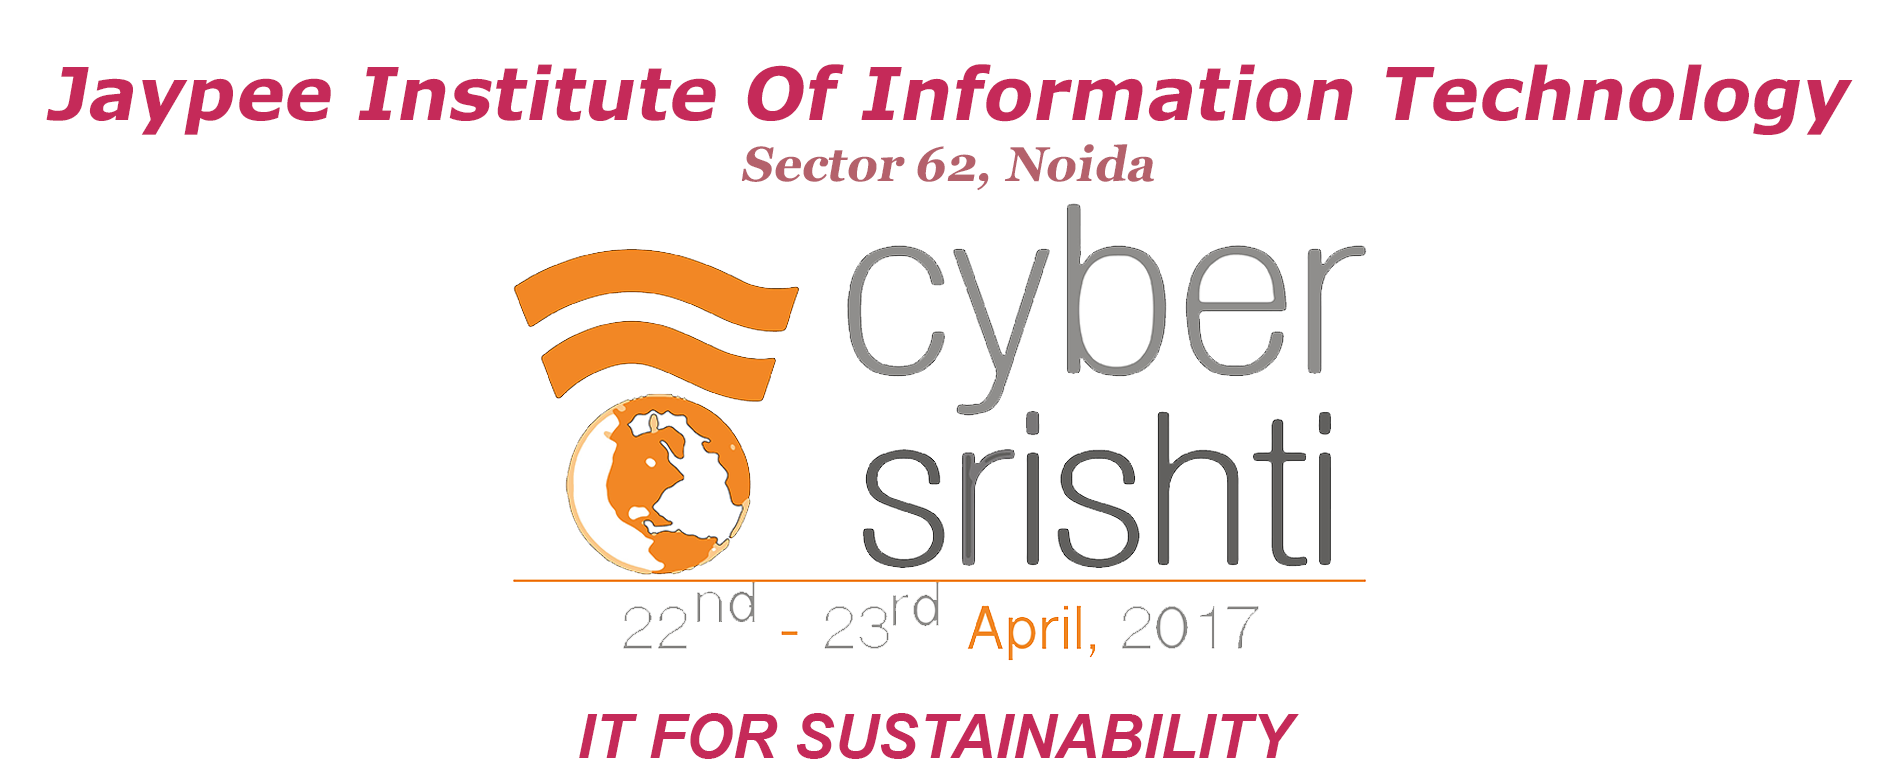 Jaypee Institute Of Information Technology
Sector 62, Noida
cyber
srishti
22nd - 23rd April, 2017
IT FOR SUSTAINABILITY